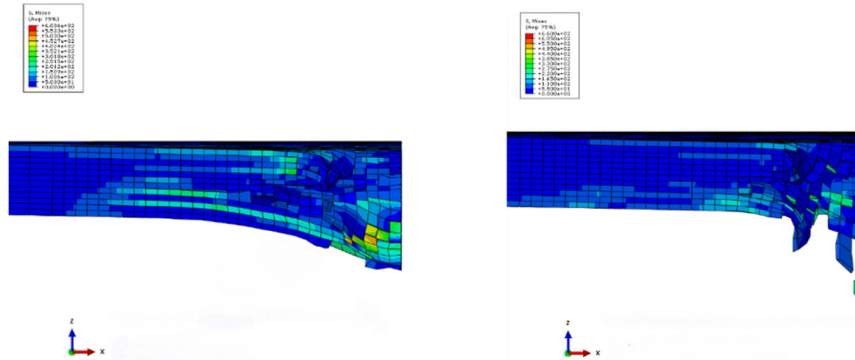 S, Mises
(Avg: 75%)
+6.036e+02
+5.533e+02
+5.030e+02
+4.527e+02
+4.024e+02
+3.521e+02
+3.018e+02
+2.515e+02
+2.012e+02
+1.509e+02
+1.006e+02
+5.030e+01
+0.000e+00
Z
X
S, Mises
(Avg: 75%)
+6.600e+02
+6.050e+02
+5.500e+02
+4.950e+02
+4.400e+02
+3.850e+02
+3.300e+02
+2.750e+02
+2.200e+02
+1.650e+02
+1.100e+02
+5.500e+01
+0.000e+00
Z
X